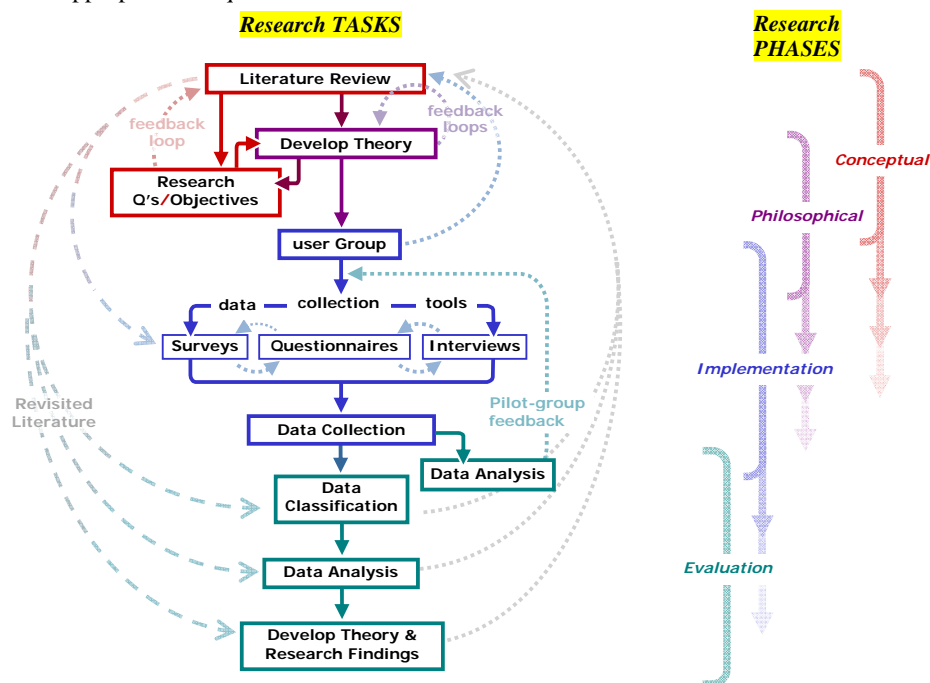 Research TASKS
Research
PHASES
Literature Review
feedback
loop
feedback
loops
Develop Theory
Conceptual
Research
Q's/Objectives
Philosophical
user Group
data collection tools
Surveys
Questionnaires
Interviews
Implementation
Revisited
Literature
Pilot-group
feedback
Data Collection
Data Analysis
Data
Classification
Data Analysis
Evaluation
Develop Theory &
Research Findings